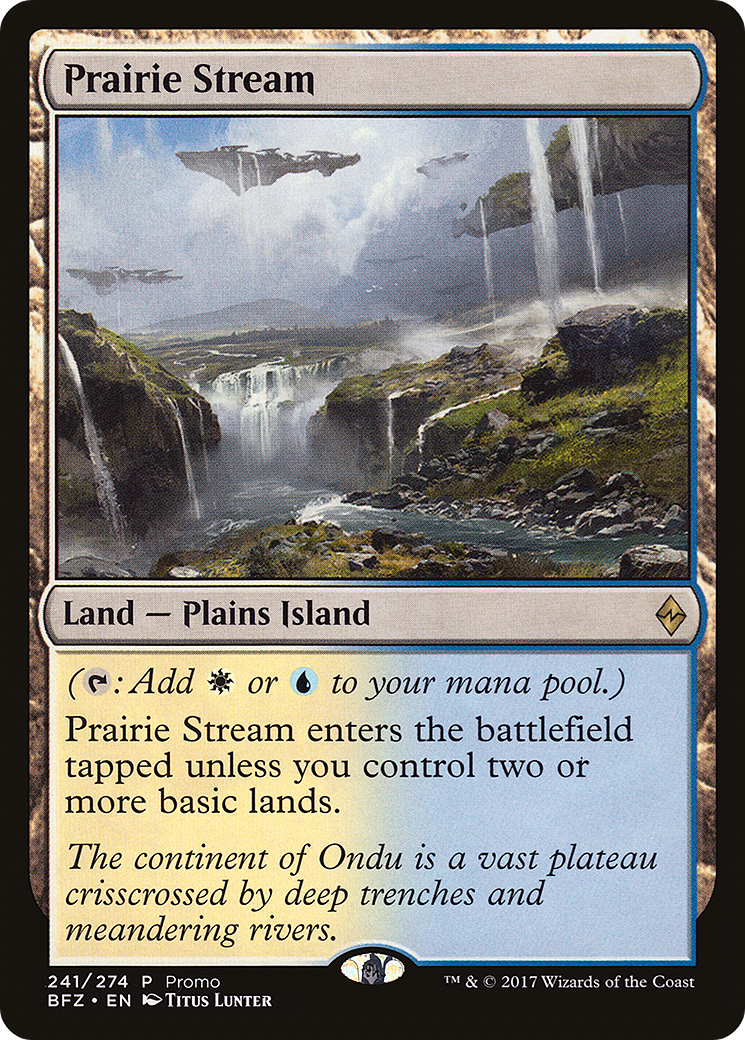 Prairie Stream
Land — Plains Island
(: Add or to your mana pool.)
Prairie Stream enters the battlefield
tapped unless you control two or
more basic lands.
The continent of Ondu is a vast plateau
crisscrossed by deep trenches and
meandering rivers.
241/274 P Promo
BFZ • EN Titus Lunter
™ & © 2017 Wizards of the Coast